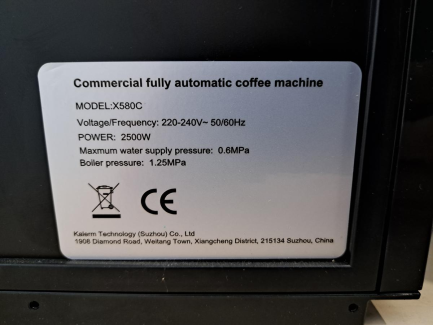 Commercial fully automatic coffee machine
MODEL:X580C
Voltage/Frequency: 220-240V~ 50/60Hz
POWER: 2500W
Maxmum water supply pressure: 0.6MPa
Boiler pressure: 1.25MPa
CE
Kalerm Technology (Suzhou) Co., Ltd
1908 Diamond Road, Weitang Town, Xiangcheng District, 215134 Suzhou, China